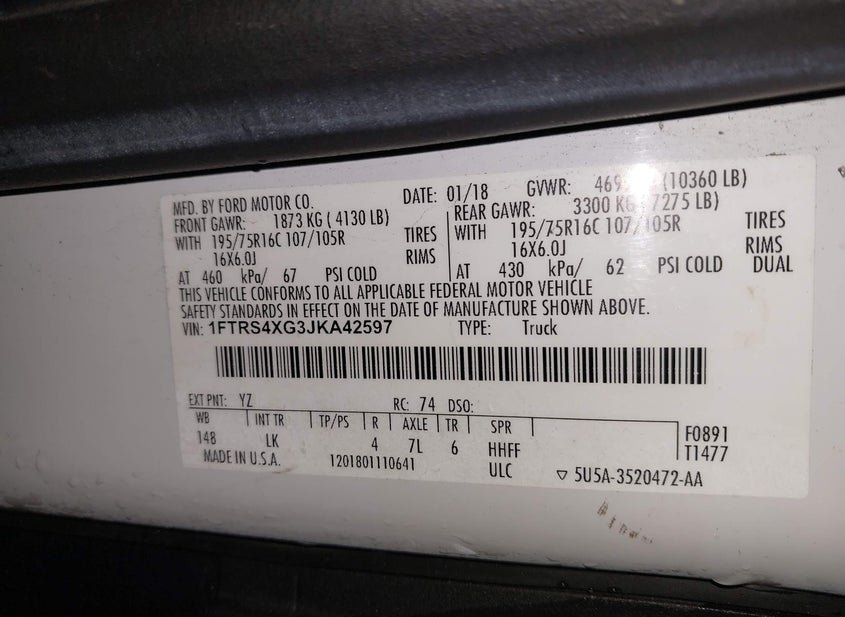 MFD. BY FORD MOTOR CO. DATE: 01/18 GVWR: (10360 LB)
FRONT GAWR: 1873 KG ( 4130 LB) REAR GAWR: 3300 KG 7275 LB)
WITH 195/75R16C 107/105R TIRES WITH 195/75R16C 107/105R TIRES
16X6.0J RIMS 16X6.0J RIMS
AT 460 kPa/ 67 PSI COLD AT 430 kPa/ 62 PSI COLD DUAL
THIS VEHICLE CONFORMS TO ALL APPLICABLE FEDERAL MOTOR VEHICLE
SAFETY STANDARDS IN EFFECT ON THE DATE OF MANUFACTURE SHOWN ABOVE.
VIN: 1FTRS4XG3JKA42597 TYPE: Truck
EXT PNT: YZ RC: 74 DSO:
WB INT TR TP/PS R AXLE TR SPR F0891
148 LK 4 7L 6 HHFF T1477
MADE IN U.S.A. 1201801110641 ULC ▽ 5U5A-3520472-AA